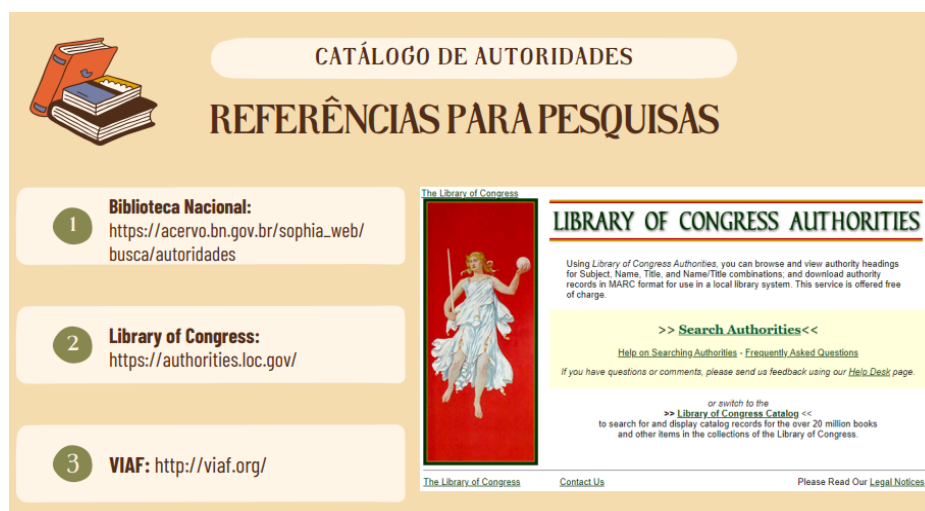 CATÁLOGO DE AUTORIDADES
REFERÊNCIAS PARA PESQUISAS
1
Biblioteca Nacional:
https://acervo.bn.gov.br/sophia_web/
busca/autoridades
2
Library of Congress:
https://authorities.loc.gov/
3
VIAF: http://viaf.org/
The Library of Congress
LIBRARY OF CONGRESS AUTHORITIES
Using Library of Congress Authorities, you can browse and view authority headings
for Subject, Name, Title, and Name/Title combinations; and download authority
records in MARC format for use in a local library system. This service is offered free
of charge.
>> Search Authorities<<
Help on Searching Authorities - Frequently Asked Questions
If you have questions or comments, please send us feedback using our Help Desk page.
or switch to the
>> Library of Congress Catalog <<
to search for and display catalog records for the over 20 million books
and other items in the collections of the Library of Congress.
The Library of Congress
Contact Us
Please Read Our Legal Notices